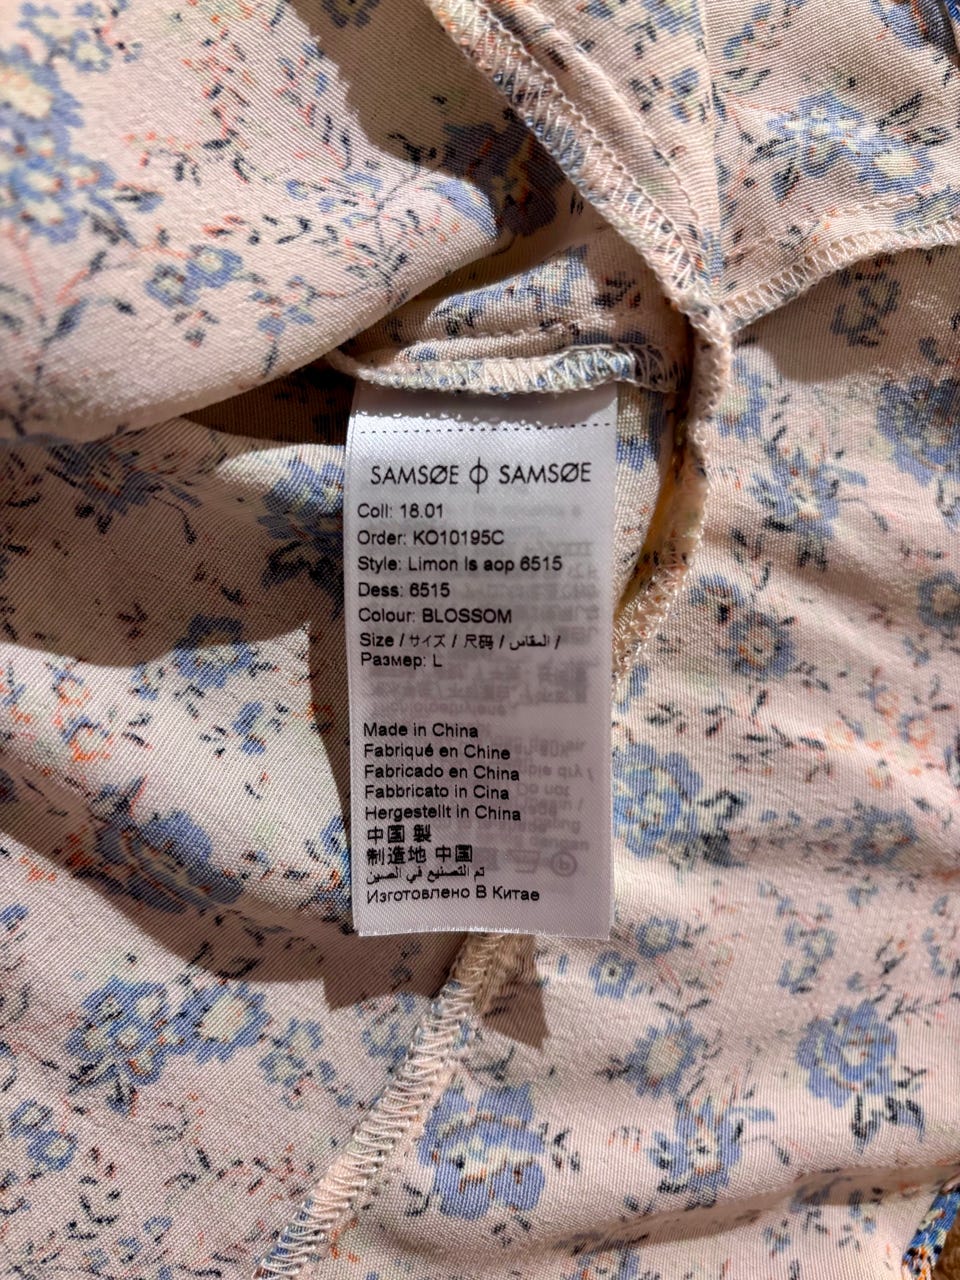 SAMSØE ϕ SAMSØE
Coll: 18.01
Order: KO10195C
Style: Limon ls aop 6515
Dess: 6515
Colour: BLOSSOM
Size / サイズ / 尺码 / المقاس /
Размер: L
Made in China
Fabriqué en Chine
Fabricado en China
Fabbricato in Cina
Hergestellt in China
中国 製
制造地 中国
تم التصنيع في الصين
Изготовлено В Китае